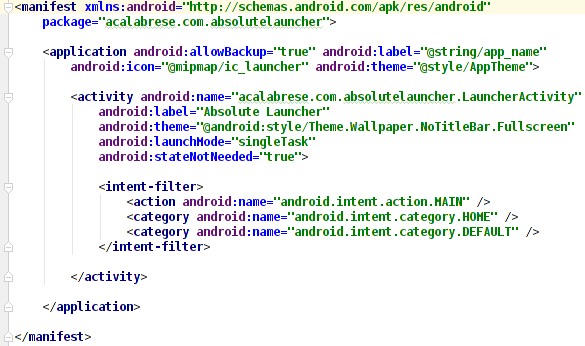 <manifest xmlns:android="http://schemas.android.com/apk/res/android"
package="acalabrese.com.absolutelauncher">
<application android:allowBackup="true" android:label="@string/app_name"
android:icon="@mipmap/ic_launcher" android:theme="@style/AppTheme">
<activity android:name="acalabrese.com.absolutelauncher.LauncherActivity"
android:label="Absolute Launcher"
android:theme="@android:style/Theme.Wallpaper.NoTitleBar.Fullscreen"
android:launchMode="singleTask"
android:stateNotNeeded="true">
<intent-filter>
<action android:name="android.intent.action.MAIN" />
<category android:name="android.intent.category.HOME" />
<category android:name="android.intent.category.DEFAULT" />
</intent-filter>
</activity>
</application>
</manifest>